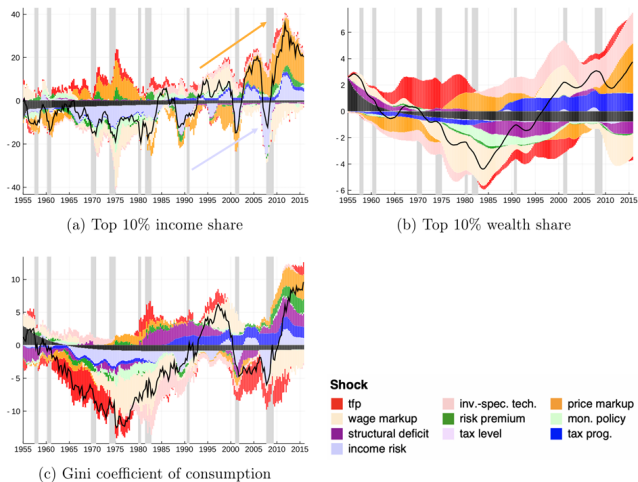 40
20
0
20
40
1955 1960 1965 1970 1975 1980 1985 1990 1995 2000 2005 2010 2015
(a) Top 10% income share
6
4
2
0
2
4
6
1955 1960 1965 1970 1975 1980 1985 1990 1995 2000 2005 2010 2015
(b) Top 10% wealth share
10
5
0
-5
-10
1955 1960 1965 1970 1975 1980 1985 1990 1995 2000 2005 2010 2015
(c) Gini coefficient of consumption
Shock
tfp inv.-spec. tech. price markup
wage markup risk premium mon. policy
structural deficit tax level tax prog.
income risk